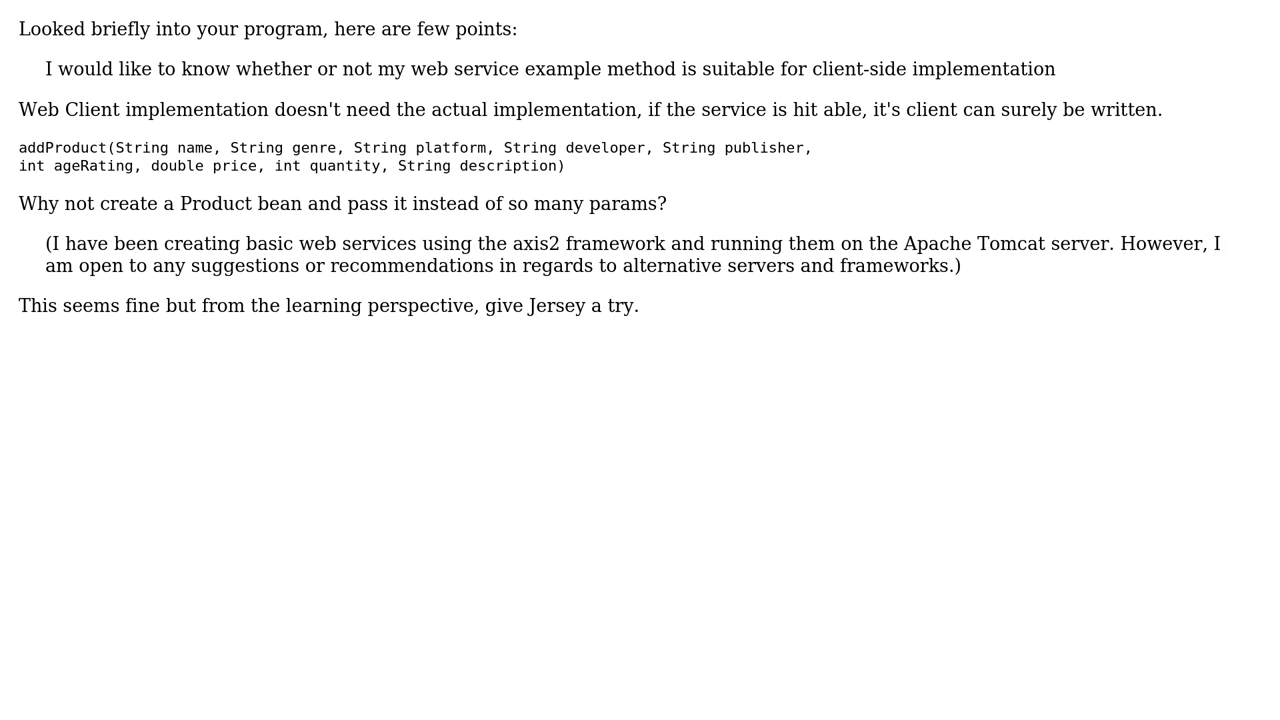 Looked briefly into your program, here are few points:
I would like to know whether or not my web service example method is suitable for client-side implementation
Web Client implementation doesn't need the actual implementation, if the service is hit able, it's client can surely be written.
addProduct(String name, String genre, String platform, String developer, String publisher,
int ageRating, double price, int quantity, String description)
Why not create a Product bean and pass it instead of so many params?
(I have been creating basic web services using the axis2 framework and running them on the Apache Tomcat server. However, I
am open to any suggestions or recommendations in regards to alternative servers and frameworks.)
This seems fine but from the learning perspective, give Jersey a try.